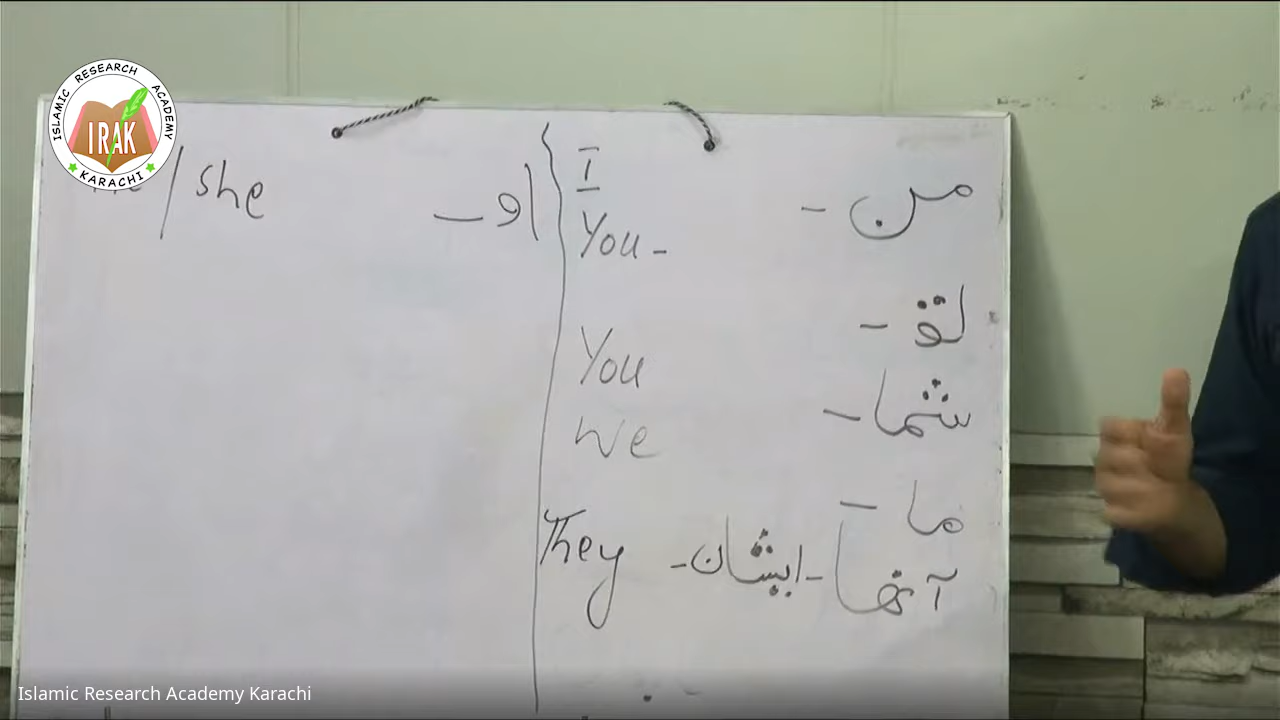 ISLAMIC RESEARCH ACADEMY
IRAK
KARACHI
/ she او –
I من –
You - تو –
You شما –
We ما –
They آنها - ایشان -
Islamic Research Academy Karachi